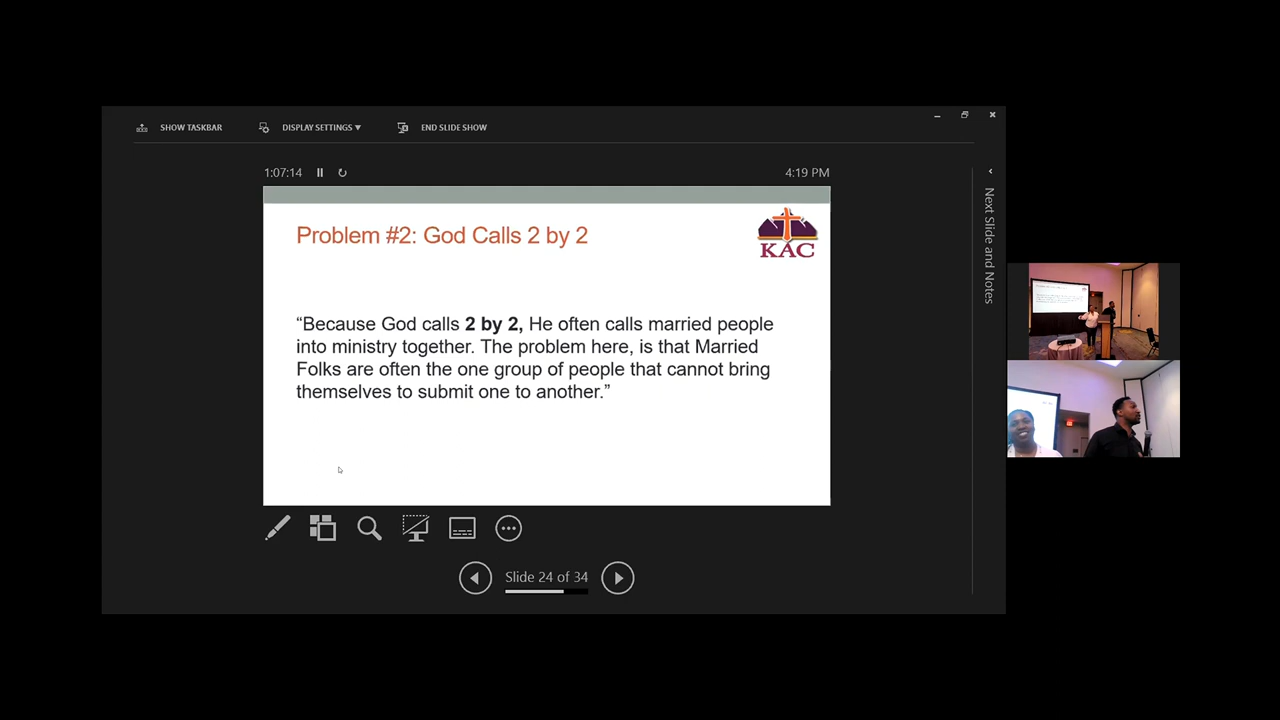 SHOW TASKBAR
DISPLAY SETTINGS ▼
END SLIDE SHOW
1:07:14
4:19 PM
Problem #2: God Calls 2 by 2
KAC
“Because God calls 2 by 2, He often calls married people
into ministry together. The problem here, is that Married
Folks are often the one group of people that cannot bring
themselves to submit one to another.”
Slide 24 of 34
Next Slide and Notes